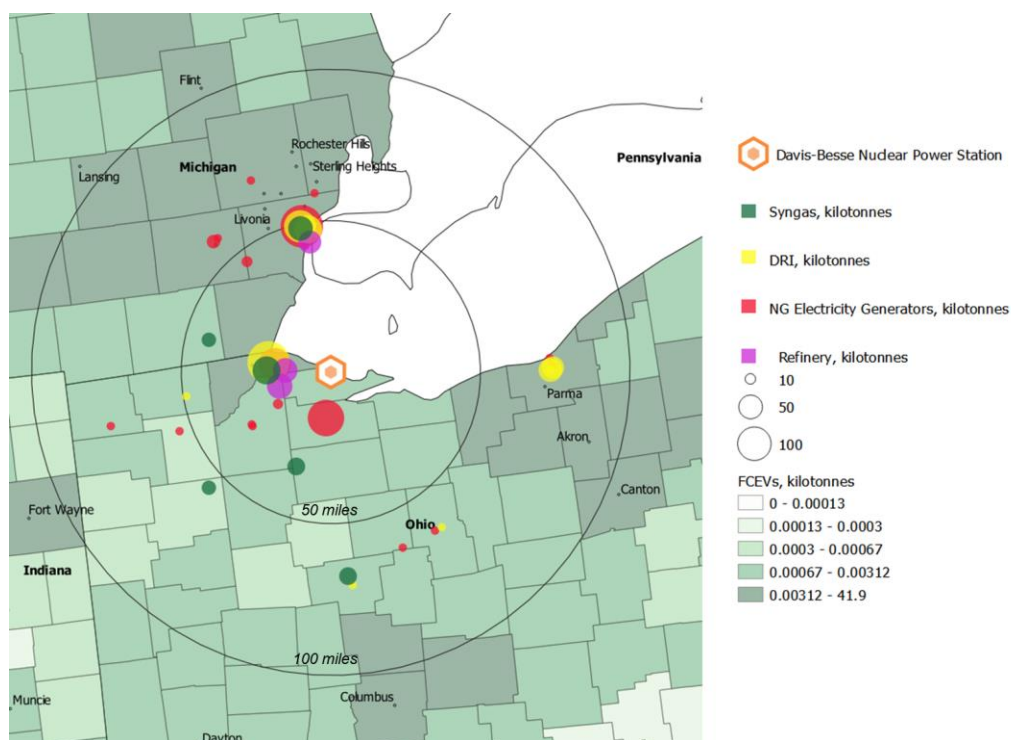 Flint
Rochester Hills
Michigan
Sterling Heights
Pennsylvania
Lansing
Livonia
Parma
Akron
Canton
Fort Wayne
50 miles
Ohio
Indiana
100 miles
Columbus
Muncie
Dayton
Davis-Besse Nuclear Power Station
Syngas, kilotonnes
DRI, kilotonnes
NG Electricity Generators, kilotonnes
Refinery, kilotonnes
10
50
100
FCEVs, kilotonnes
0 - 0.00013
0.00013 - 0.0003
0.0003 - 0.00067
0.00067 - 0.00312
0.00312 - 41.9